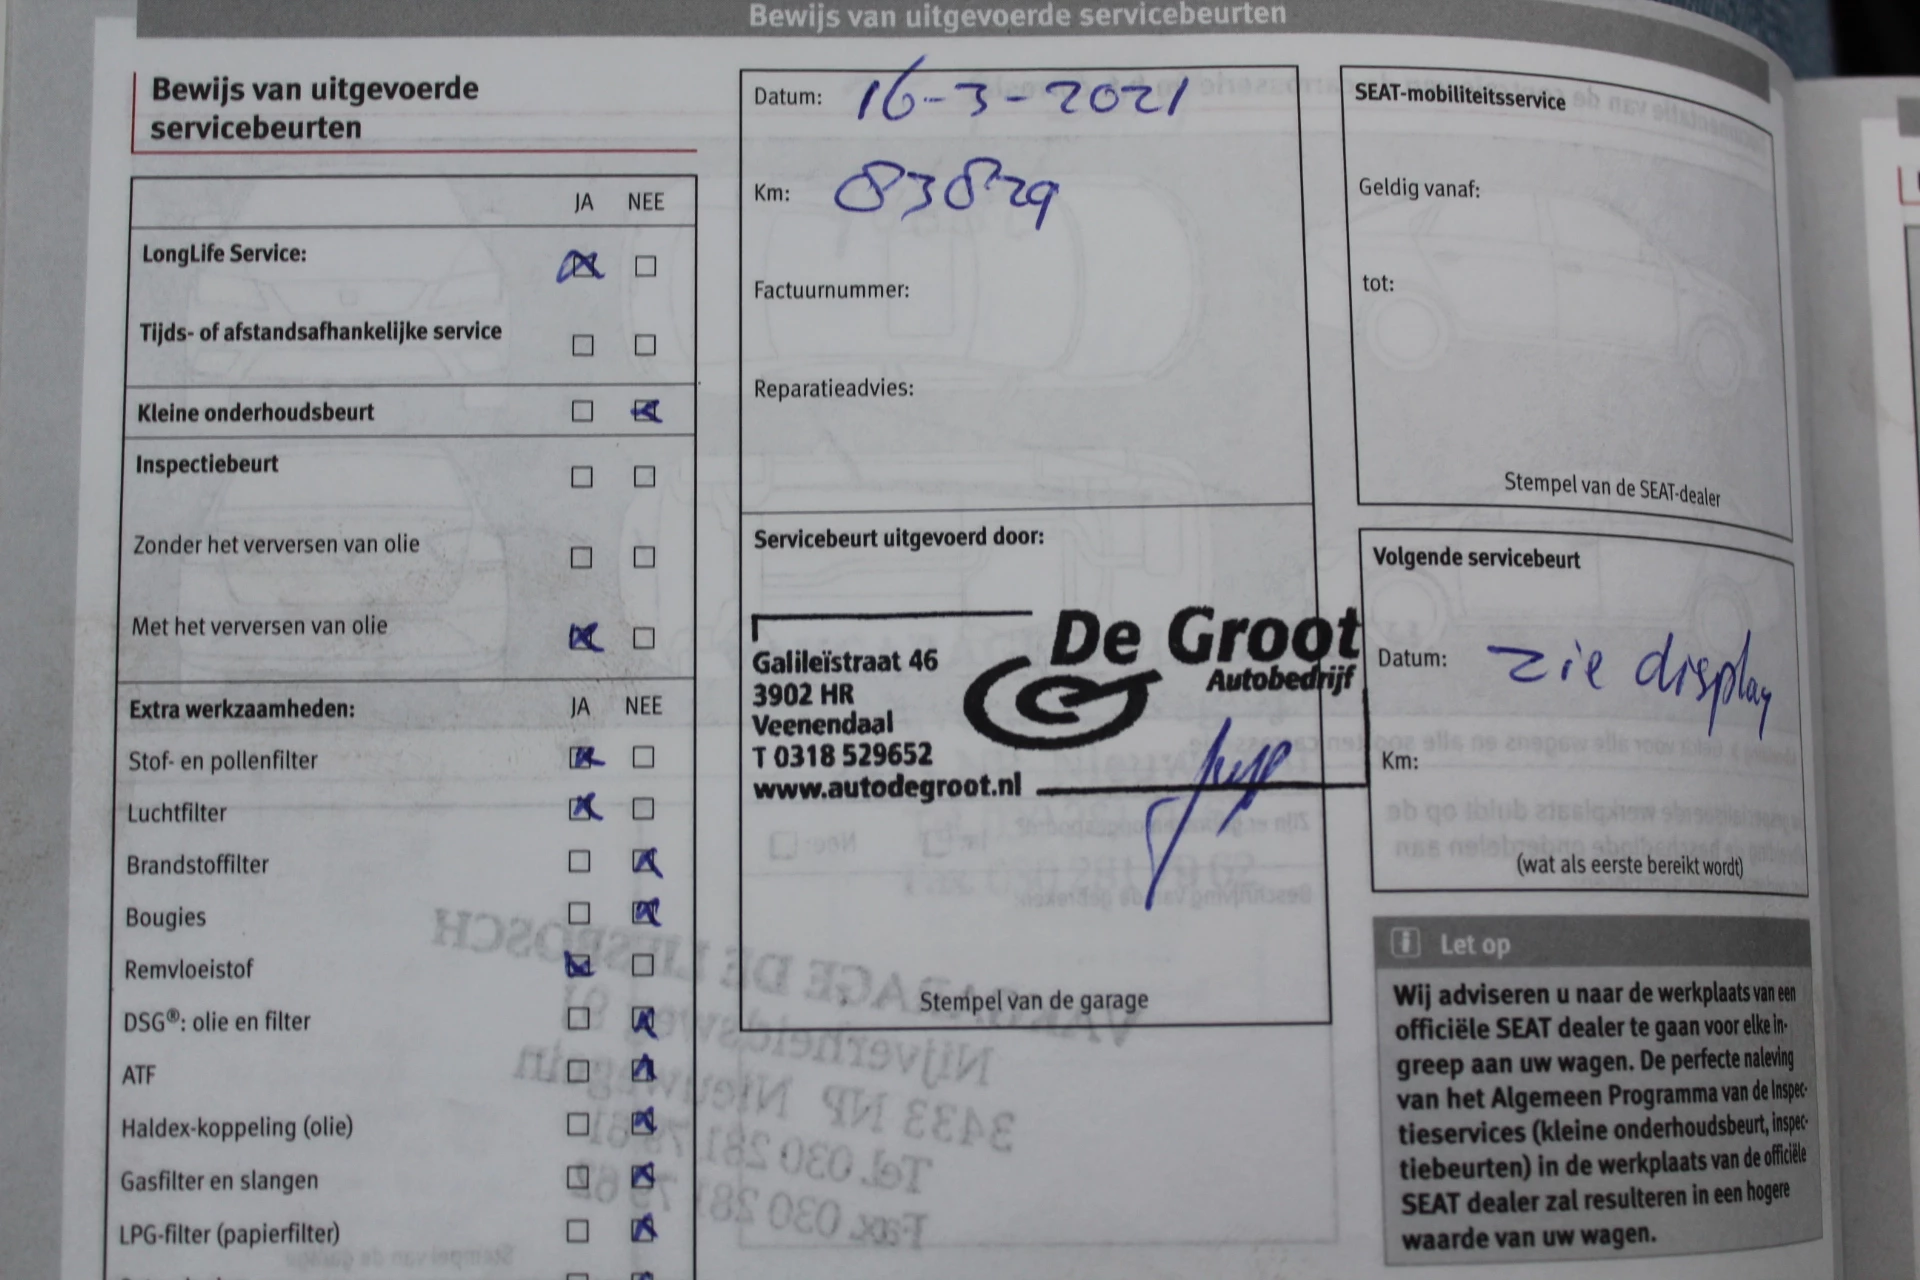 Bewijs van uitgevoerde servicebeurten
Bewijs van uitgevoerde
servicebeurten
JA NEE
LongLife Service:
Tijds- of afstandsafhankelijke service
Kleine onderhoudsbeurt
Inspectiebeurt
Zonder het verversen van olie
Met het verversen van olie
Extra werkzaamheden: JA NEE
Stof- en pollenfilter
Luchtfilter
Brandstoffilter
Bougies
Remvloeistof
DSG®: olie en filter
ATF
Haldex-koppeling (olie)
Gasfilter en slangen
LPG-filter (papierfilter)
Datum: 16-3-2021
Km: 83829
Factuurnummer:
Reparatieadvies:
Servicebeurt uitgevoerd door:
De Groot
Autobedrijf
Galileïstraat 46
3902 HR
Veenendaal
T 0318 529652
www.autodegroot.nl
Stempel van de garage
SEAT-mobiliteitsservice
Geldig vanaf:
tot:
Stempel van de SEAT-dealer
Volgende servicebeurt
Datum: zie display
Km:
(wat als eerste bereikt wordt)
i Let op
Wij adviseren u naar de werkplaats van een
officiële SEAT dealer te gaan voor elke in-
greep aan uw wagen. De perfecte naleving
van het Algemeen Programma van de Inspec-
tieservices (kleine onderhoudsbeurt, inspec-
tiebeurten) in de werkplaats van de officiële
SEAT dealer zal resulteren in een hogere
waarde van uw wagen.